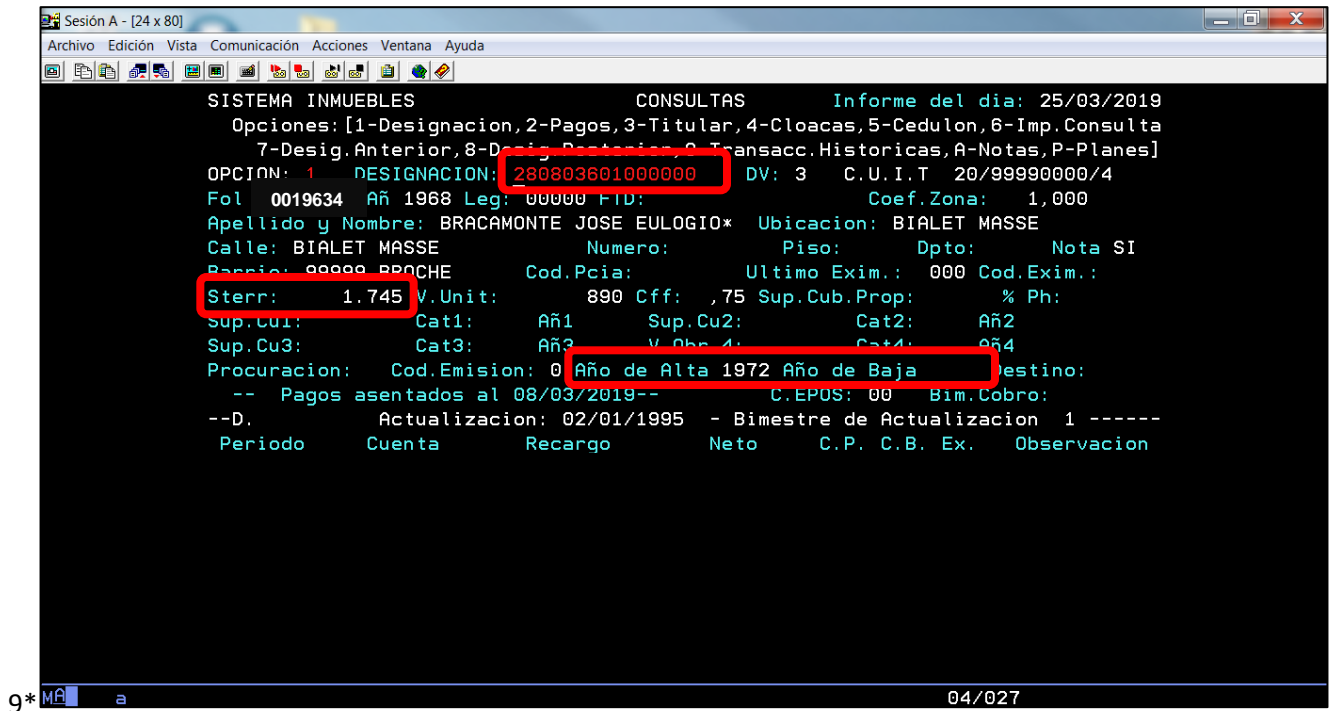 Sesión A - [24 x 80]
Archivo Edición Vista Comunicación Acciones Ventana Ayuda
SISTEMA INMUEBLES CONSULTAS Informe del dia: 25/03/2019
Opciones:[1-Designacion,2-Pagos,3-Titular,4-Cloacas,5-Cedulon,6-Imp.Consulta
7-Desig.Anterior,8-Desig.Posterior,9-Transacc.Historicas,A-Notas,P-Planes]
OPCION: 1 DESIGNACION: 280803601000000 DV: 3 C.U.I.T 20/99990000/4
Fol 0019634 Añ 1968 Leg: 00000 FTD: Coef.Zona: 1,000
Apellido y Nombre: BRACAMONTE JOSE EULOGIO* Ubicacion: BIALET MASSE
Calle: BIALET MASSE Numero: Piso: Dpto: Nota SI
Barrio: 99999 BROCHE Cod.Pcia: Ultimo Exim.: 000 Cod.Exim.:
Sterr: 1.745 V.Unit: 890 Cff: ,75 Sup.Cub.Prop: % Ph:
Sup.Cu1: Cat1: Añ1 Sup.Cu2: Cat2: Añ2
Sup.Cu3: Cat3: Añ3 V.Obr.4: Cat4: Añ4
Procuracion: Cod.Emision: 0 Año de Alta 1972 Año de Baja Destino:
-- Pagos asentados al 08/03/2019-- C.EPOS: 00 Bim.Cobro:
--D. Actualizacion: 02/01/1995 - Bimestre de Actualizacion 1 ------
Periodo Cuenta Recargo Neto C.P. C.B. Ex. Observacion
9* MA a 04/027